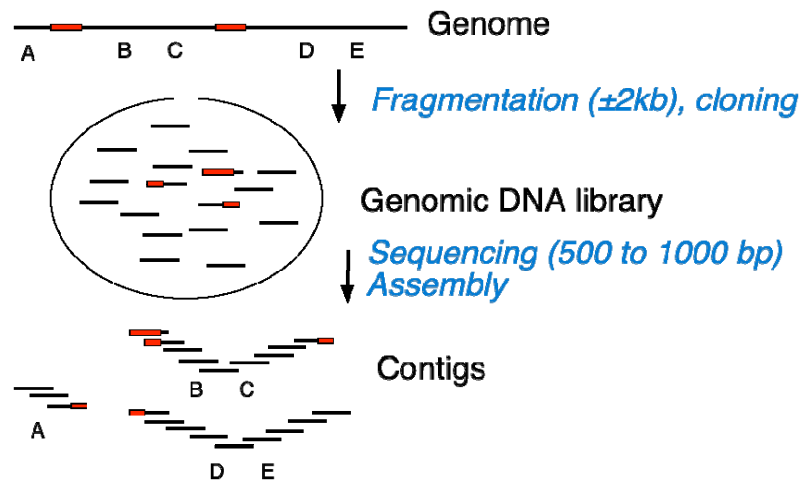 Genome
A B C D E
Fragmentation (±2kb), cloning
Genomic DNA library
Sequencing (500 to 1000 bp)
Assembly
Contigs
B C
A
D E